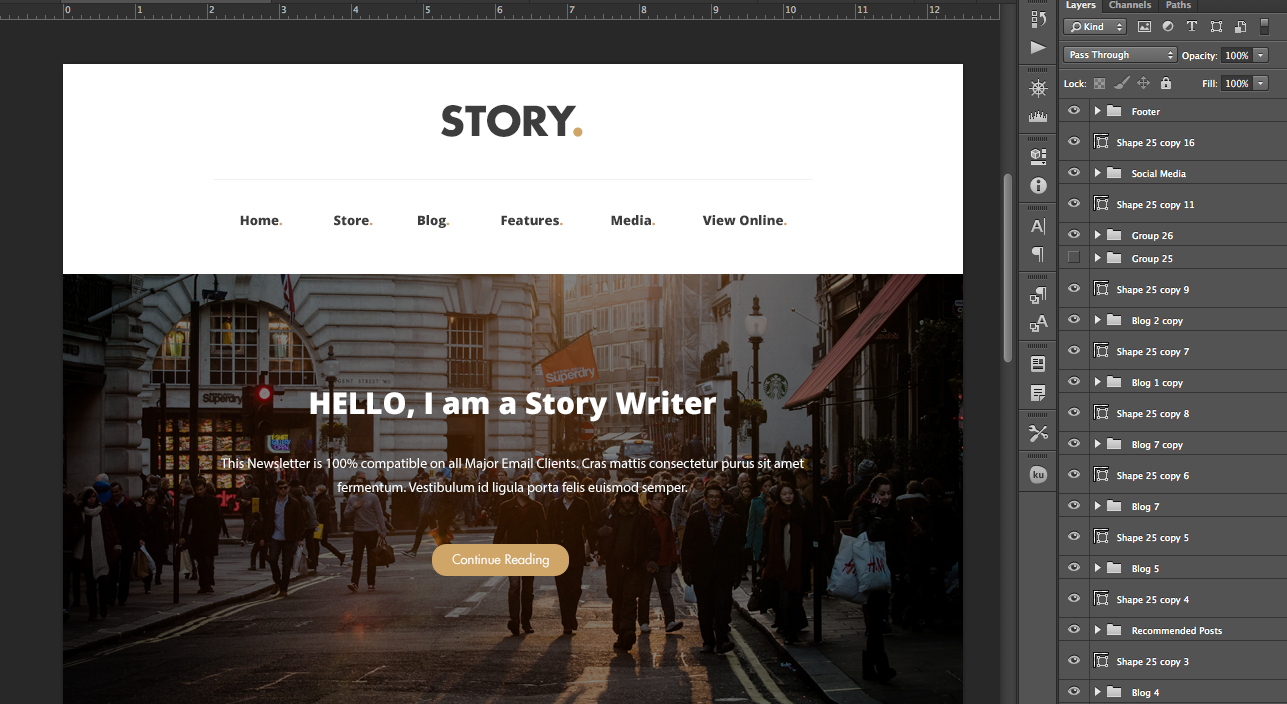 0 1 2 3 4 5 6 7 8 9 10 11 12
Layers Channels Paths
Kind
Pass Through Opacity: 100%
Lock: Fill: 100%
STORY.
Home. Store. Blog. Features. Media. View Online.
Superdry
Superdry
HELLO, I am a Story Writer
This Newsletter is 100% compatible on all Major Email Clients. Cras mattis consectetur purus sit amet
fermentum. Vestibulum id ligula porta felis euismod semper.
Continue Reading
H&M
Footer
Shape 25 copy 16
Social Media
Shape 25 copy 11
Group 26
Group 25
Shape 25 copy 9
Blog 2 copy
Shape 25 copy 7
Blog 1 copy
Shape 25 copy 8
Blog 7 copy
Shape 25 copy 6
Blog 7
Shape 25 copy 5
Blog 5
Shape 25 copy 4
Recommended Posts
Shape 25 copy 3
Blog 4
ku